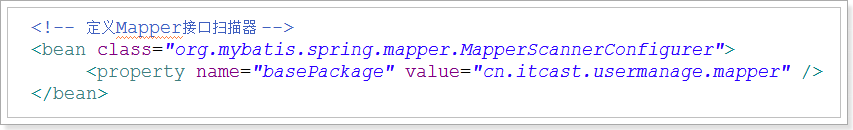 <!-- 定义Mapper接口扫描器 -->
<bean class="org.mybatis.spring.mapper.MapperScannerConfigurer">
<property name="basePackage" value="cn.itcast.usermanage.mapper" />
</bean>